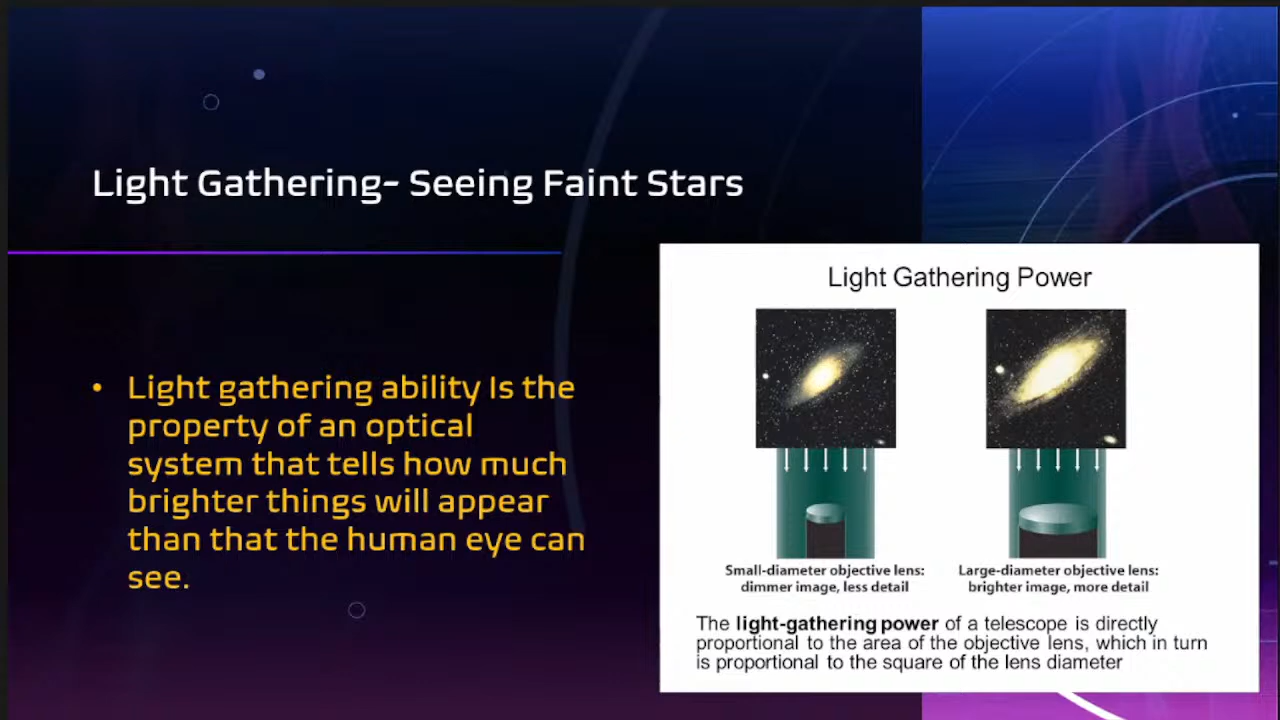 Light Gathering- Seeing Faint Stars
• Light gathering ability Is the
property of an optical
system that tells how much
brighter things will appear
than that the human eye can
see.
Light Gathering Power
Small-diameter objective lens:
dimmer image, less detail
Large-diameter objective lens:
brighter image, more detail
The light-gathering power of a telescope is directly
proportional to the area of the objective lens, which in turn
is proportional to the square of the lens diameter